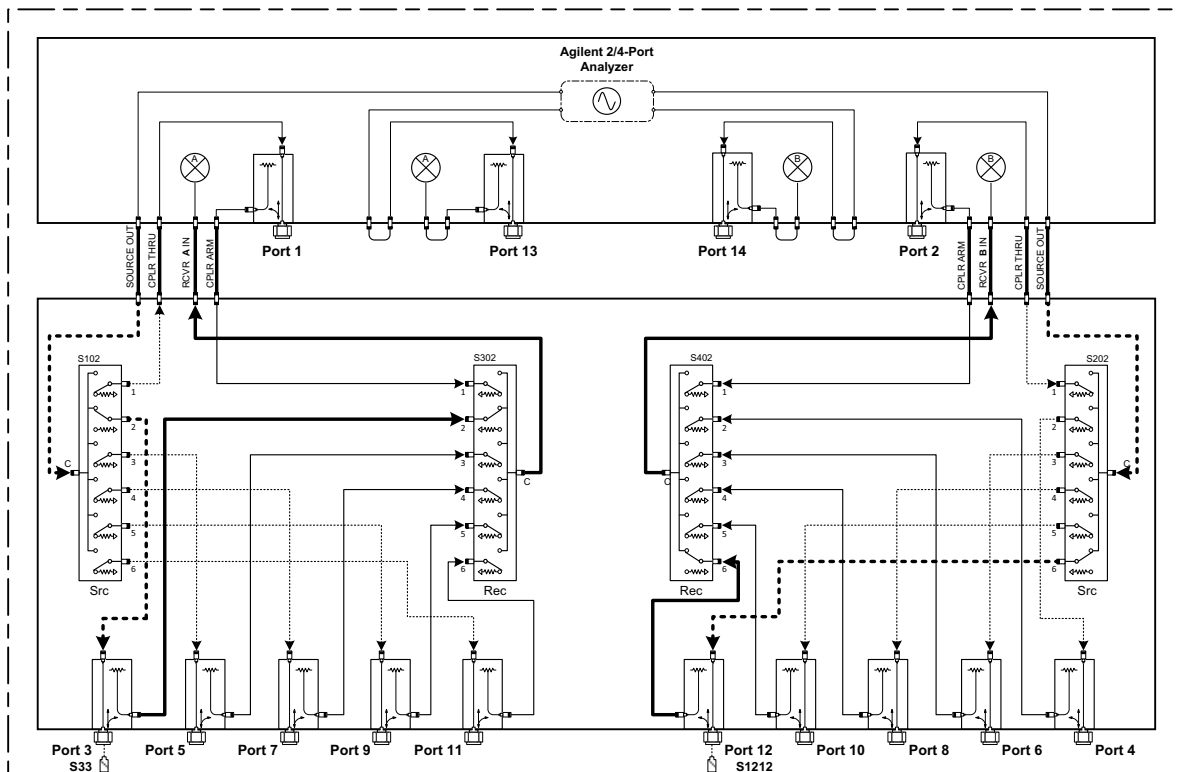 Agilent 2/4-Port
Analyzer
A
A
B
B
Port 1
Port 13
Port 14
Port 2
SOURCE OUT
CPLR THRU
RCVR A IN
CPLR ARM
CPLR ARM
RCVR B IN
CPLR THRU
SOURCE OUT
S102
S302
S402
S202
1
2
3
4
5
6
C
Src
1
2
3
4
5
6
C
Rec
1
2
3
4
5
6
C
Rec
1
2
3
4
5
6
C
Src
Port 3
Port 5
Port 7
Port 9
Port 11
Port 12
Port 10
Port 8
Port 6
Port 4
S33
S1212